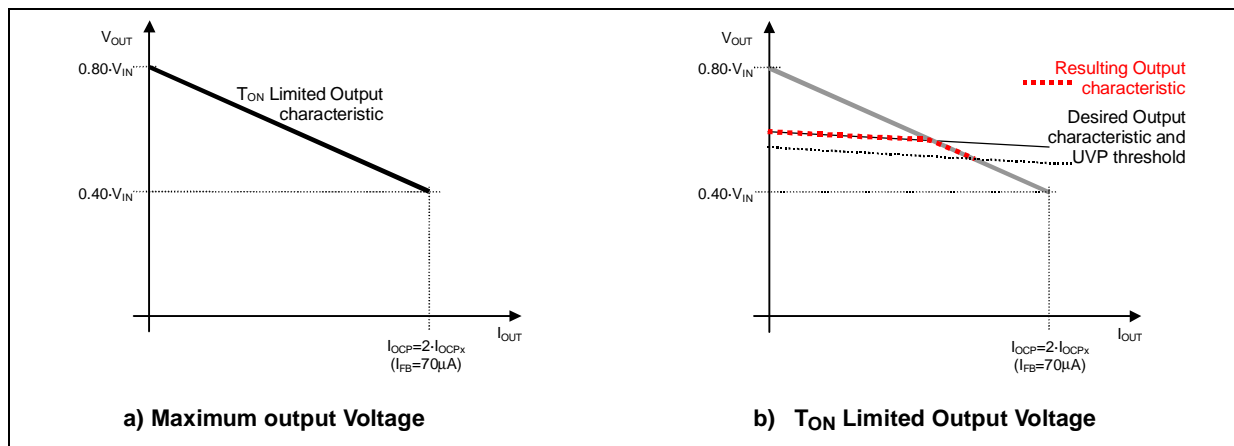 VOUT
0.80·VIN
TON Limited Output
characteristic
0.40·VIN
IOUT
IOCP=2·IOCPx
(IFB=70µA)
a) Maximum output Voltage
VOUT
0.80·VIN
Resulting Output
characteristic
Desired Output
characteristic and
UVP threshold
0.40·VIN
IOUT
IOCP=2·IOCPx
(IFB=70µA)
b) TON Limited Output Voltage